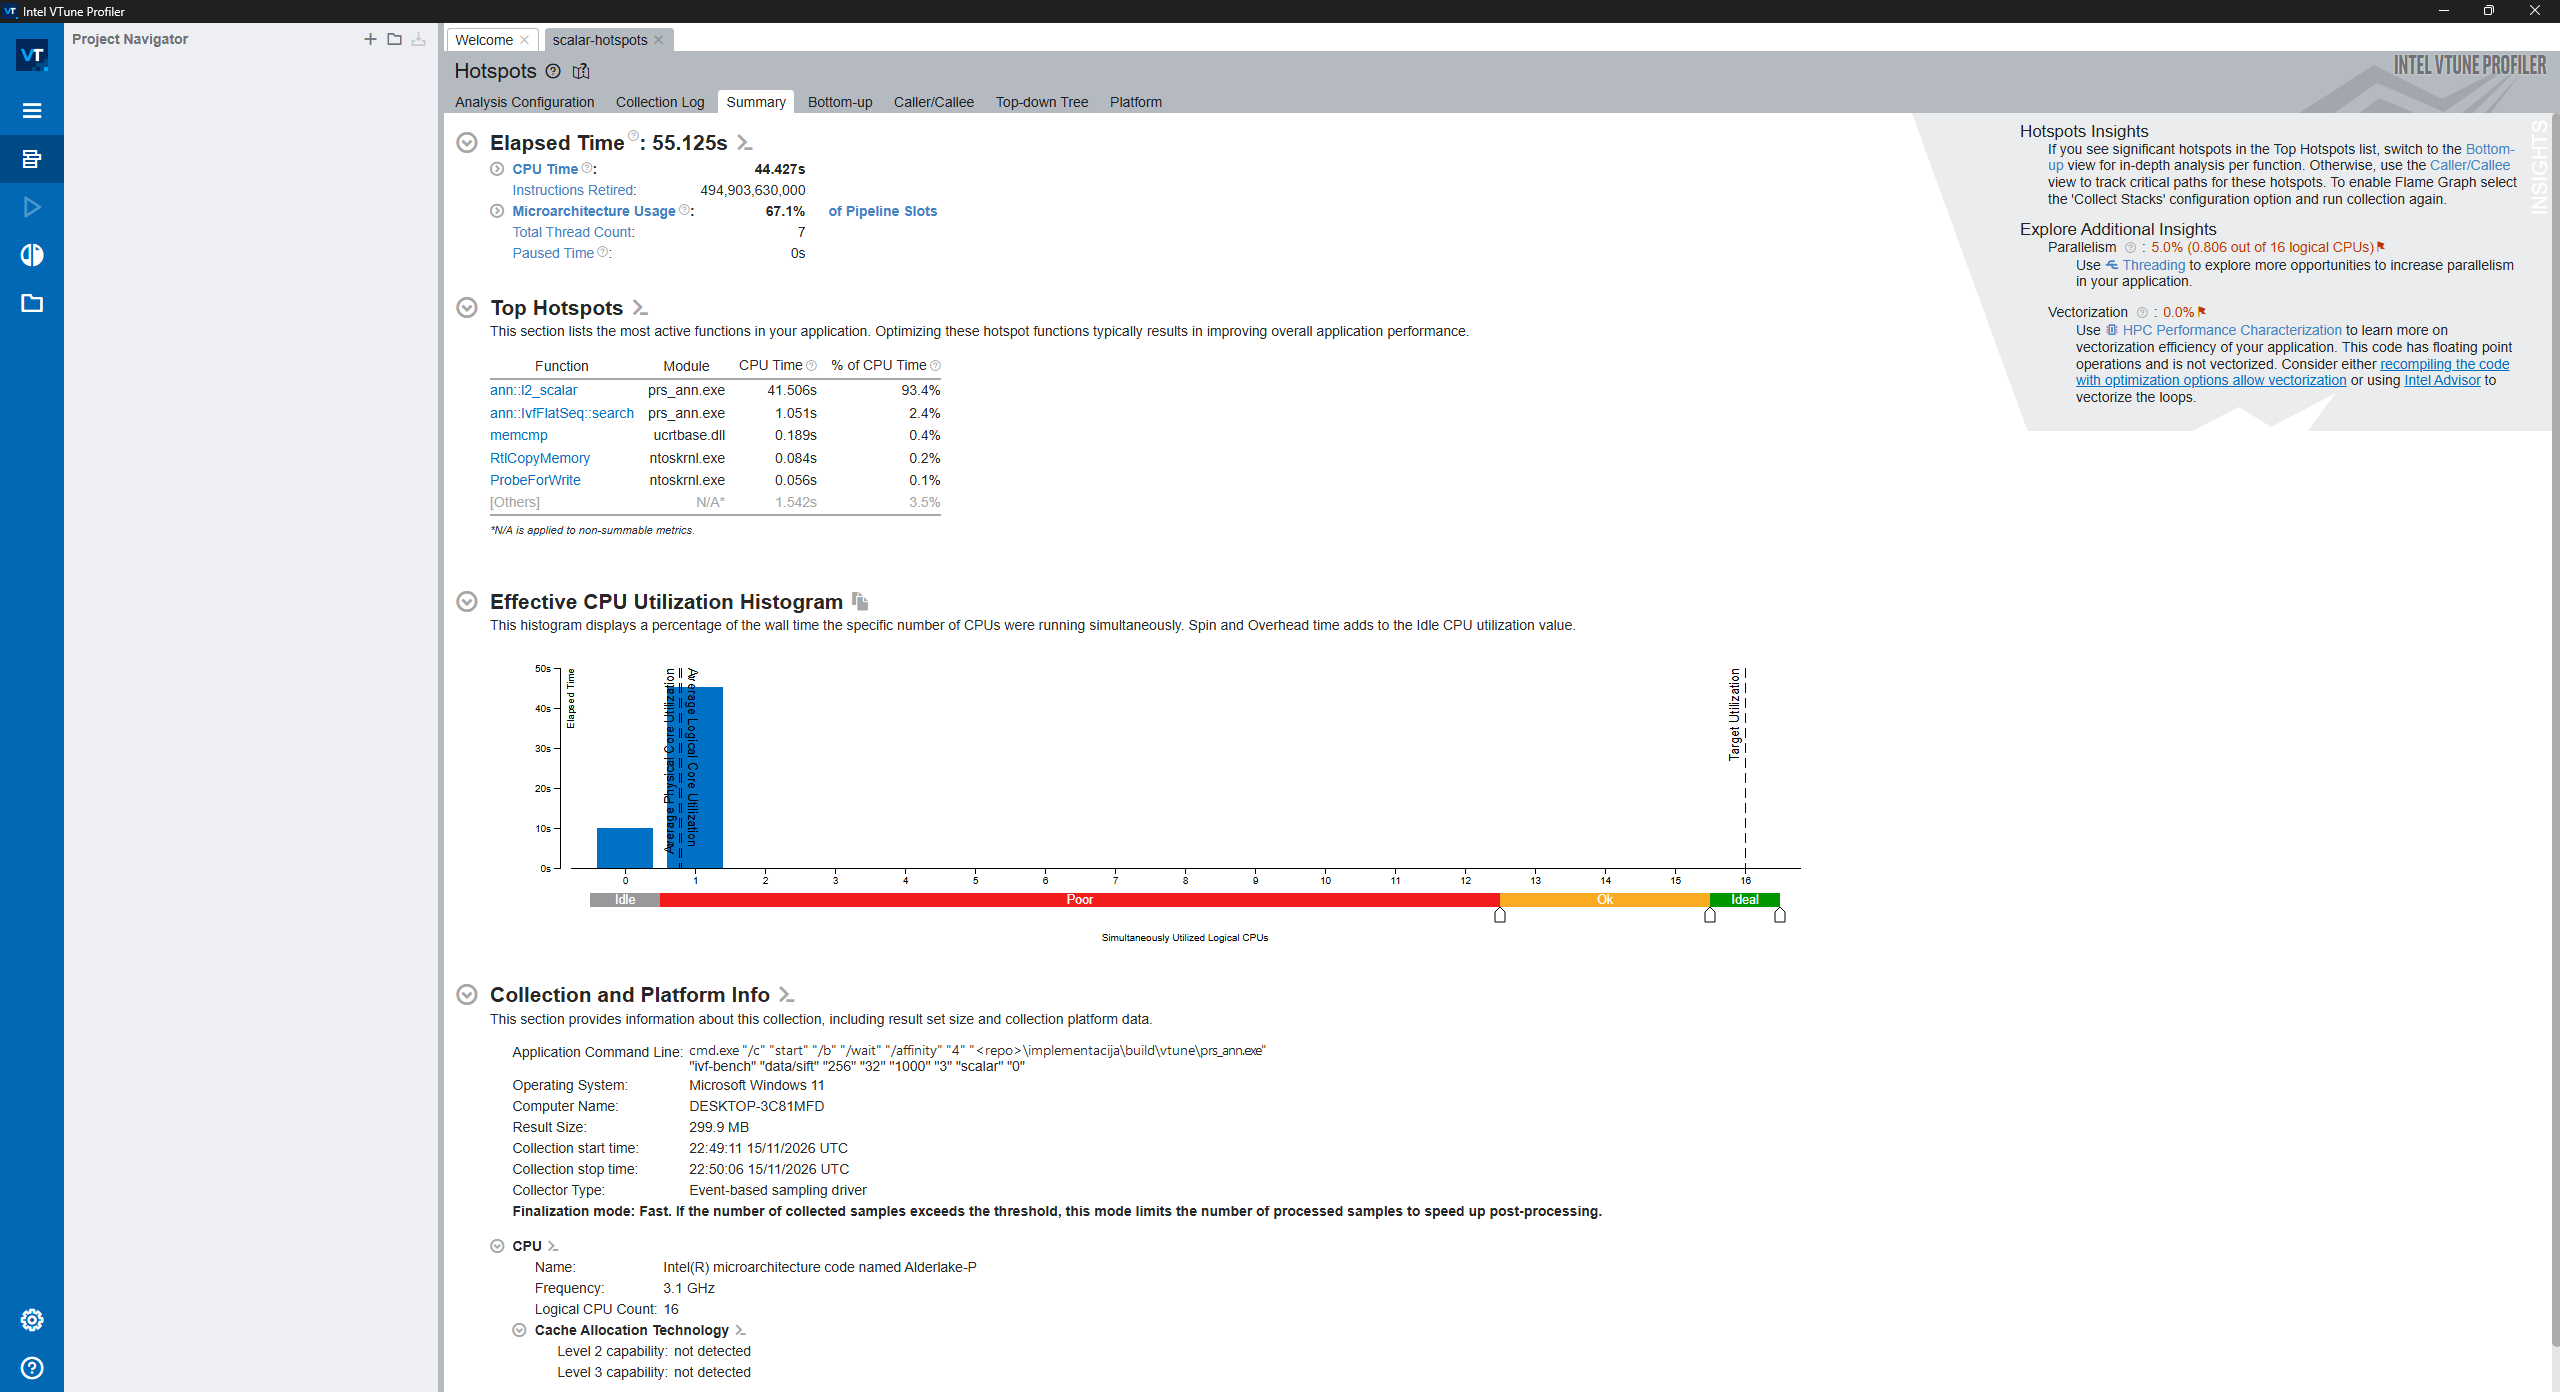 VT Intel VTune Profiler
VT
Project Navigator
Welcome
scalar-hotspots
Hotspots
INTEL VTUNE PROFILER
Analysis Configuration Collection Log Summary Bottom-up Caller/Callee Top-down Tree Platform
Elapsed Time: 55.125s
CPU Time: 44.427s
Instructions Retired: 494,903,630,000
Microarchitecture Usage: 67.1% of Pipeline Slots
Total Thread Count: 7
Paused Time: 0s
Top Hotspots
This section lists the most active functions in your application. Optimizing these hotspot functions typically results in improving overall application performance.
Function Module CPU Time % of CPU Time
ann::l2_scalar prs_ann.exe 41.506s 93.4%
ann::IvfFlatSeq::search prs_ann.exe 1.051s 2.4%
memcmp ucrtbase.dll 0.189s 0.4%
RtlCopyMemory ntoskrnl.exe 0.084s 0.2%
ProbeForWrite ntoskrnl.exe 0.056s 0.1%
[Others] N/A* 1.542s 3.5%
*N/A is applied to non-summable metrics.
Hotspots Insights
If you see significant hotspots in the Top Hotspots list, switch to the Bottom-
up view for in-depth analysis per function. Otherwise, use the Caller/Callee
view to track critical paths for these hotspots. To enable Flame Graph select
the 'Collect Stacks' configuration option and run collection again.
INSIGHTS
Explore Additional Insights
Parallelism : 5.0% (0.806 out of 16 logical CPUs)
Use Threading to explore more opportunities to increase parallelism
in your application.
Vectorization : 0.0%
Use HPC Performance Characterization to learn more on
vectorization efficiency of your application. This code has floating point
operations and is not vectorized. Consider either recompiling the code
with optimization options allow vectorization or using Intel Advisor to
vectorize the loops.
Effective CPU Utilization Histogram
This histogram displays a percentage of the wall time the specific number of CPUs were running simultaneously. Spin and Overhead time adds to the Idle CPU utilization value.
50s
40s
30s
20s
10s
0s
Elapsed Time
Average Physical Core Utilization
Average Logical Core Utilization
Target Utilization
0 1 2 3 4 5 6 7 8 9 10 11 12 13 14 15 16
Idle Poor Ok Ideal
Simultaneously Utilized Logical CPUs
Collection and Platform Info
This section provides information about this collection, including result set size and collection platform data.
Application Command Line: cmd.exe "/c" "start" "/b" "/wait" "/affinity" "4" "<repo>\implementacija\build\vtune\prs_ann.exe"
"ivf-bench" "data/sift" "256" "32" "1000" "3" "scalar" "0"
Operating System: Microsoft Windows 11
Computer Name: DESKTOP-3C81MFD
Result Size: 299.9 MB
Collection start time: 22:49:11 15/11/2026 UTC
Collection stop time: 22:50:06 15/11/2026 UTC
Collector Type: Event-based sampling driver
Finalization mode: Fast. If the number of collected samples exceeds the threshold, this mode limits the number of processed samples to speed up post-processing.
CPU
Name: Intel(R) microarchitecture code named Alderlake-P
Frequency: 3.1 GHz
Logical CPU Count: 16
Cache Allocation Technology
Level 2 capability: not detected
Level 3 capability: not detected